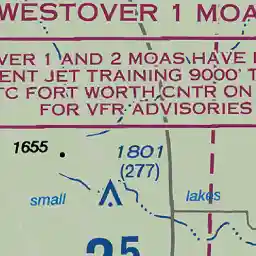 WESTOVER 1 MOA
VER 1 AND 2 MOAS HAVE
ENT JET TRAINING 9000'
TC FORT WORTH CNTR ON
FOR VFR ADVISORIES
1655
1801
(277)
small lakes
25